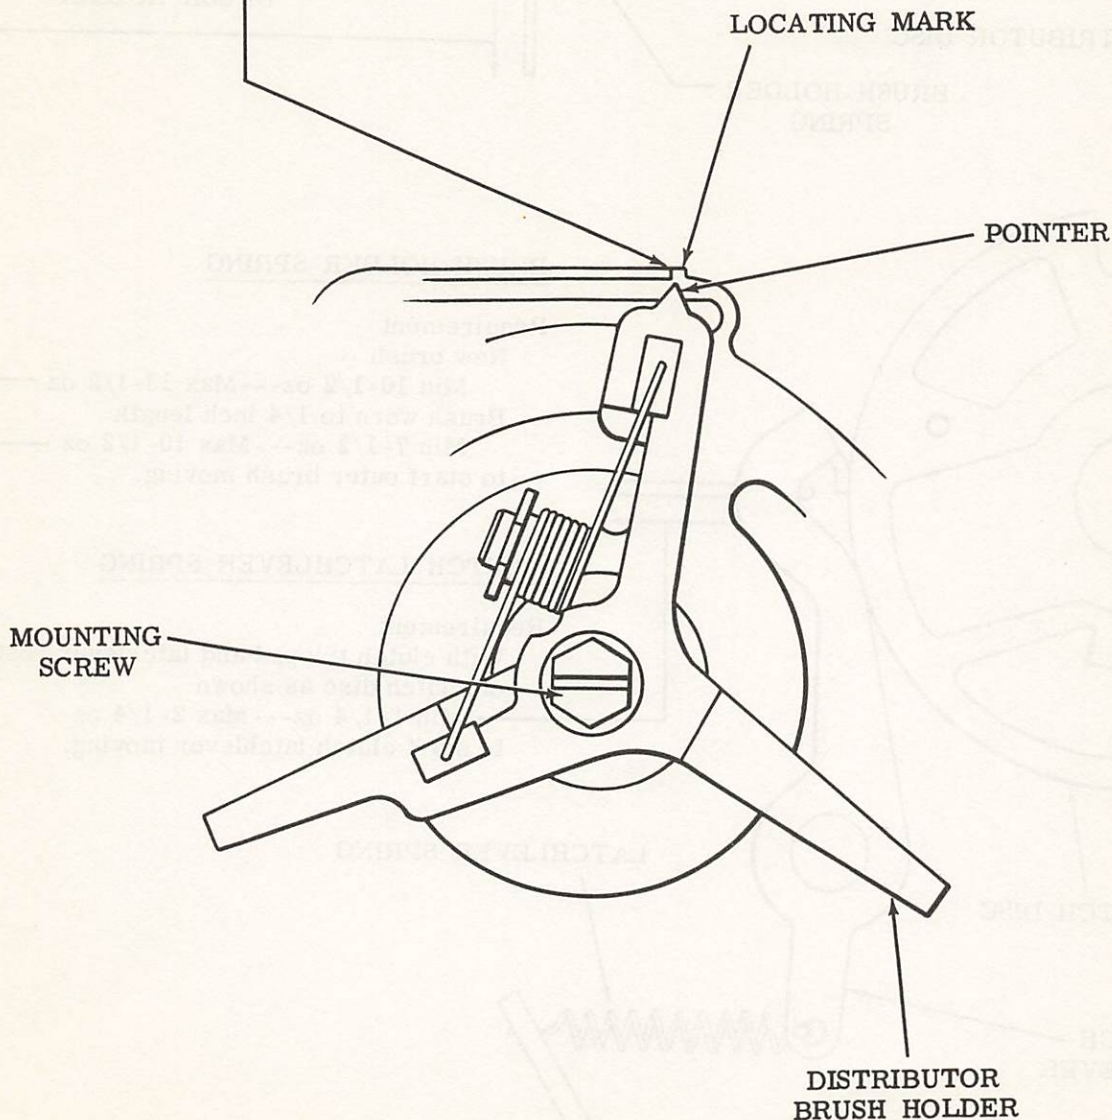 LOCATING MARK
POINTER
MOUNTING
SCREW
DISTRIBUTOR
BRUSH HOLDER